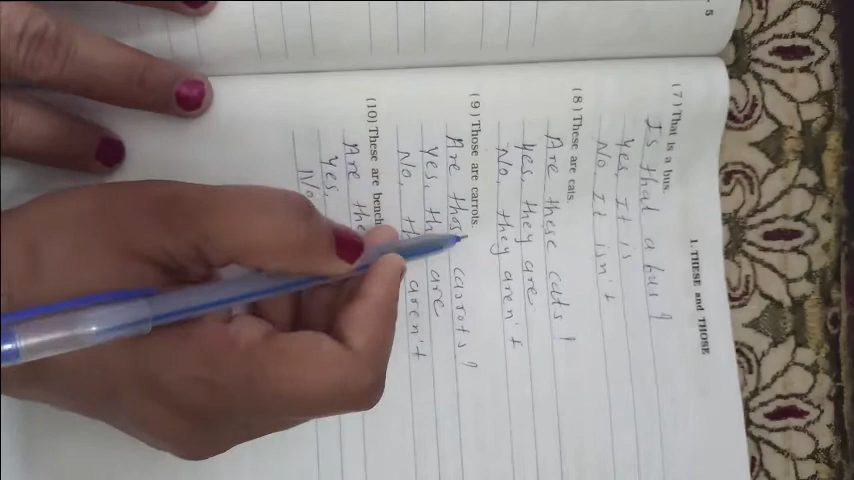 - 5
1. THESE and THOSE
(7) That is a bus.
Is that a bus?
Yes, It is
No It isn't
(8) These are cats.
Are these cats?
Yes, they are
No, they aren't
(9) Those are carrots.
Are carrots?
Yes, are
No, aren't
(10) These are
Are
Yes,
No